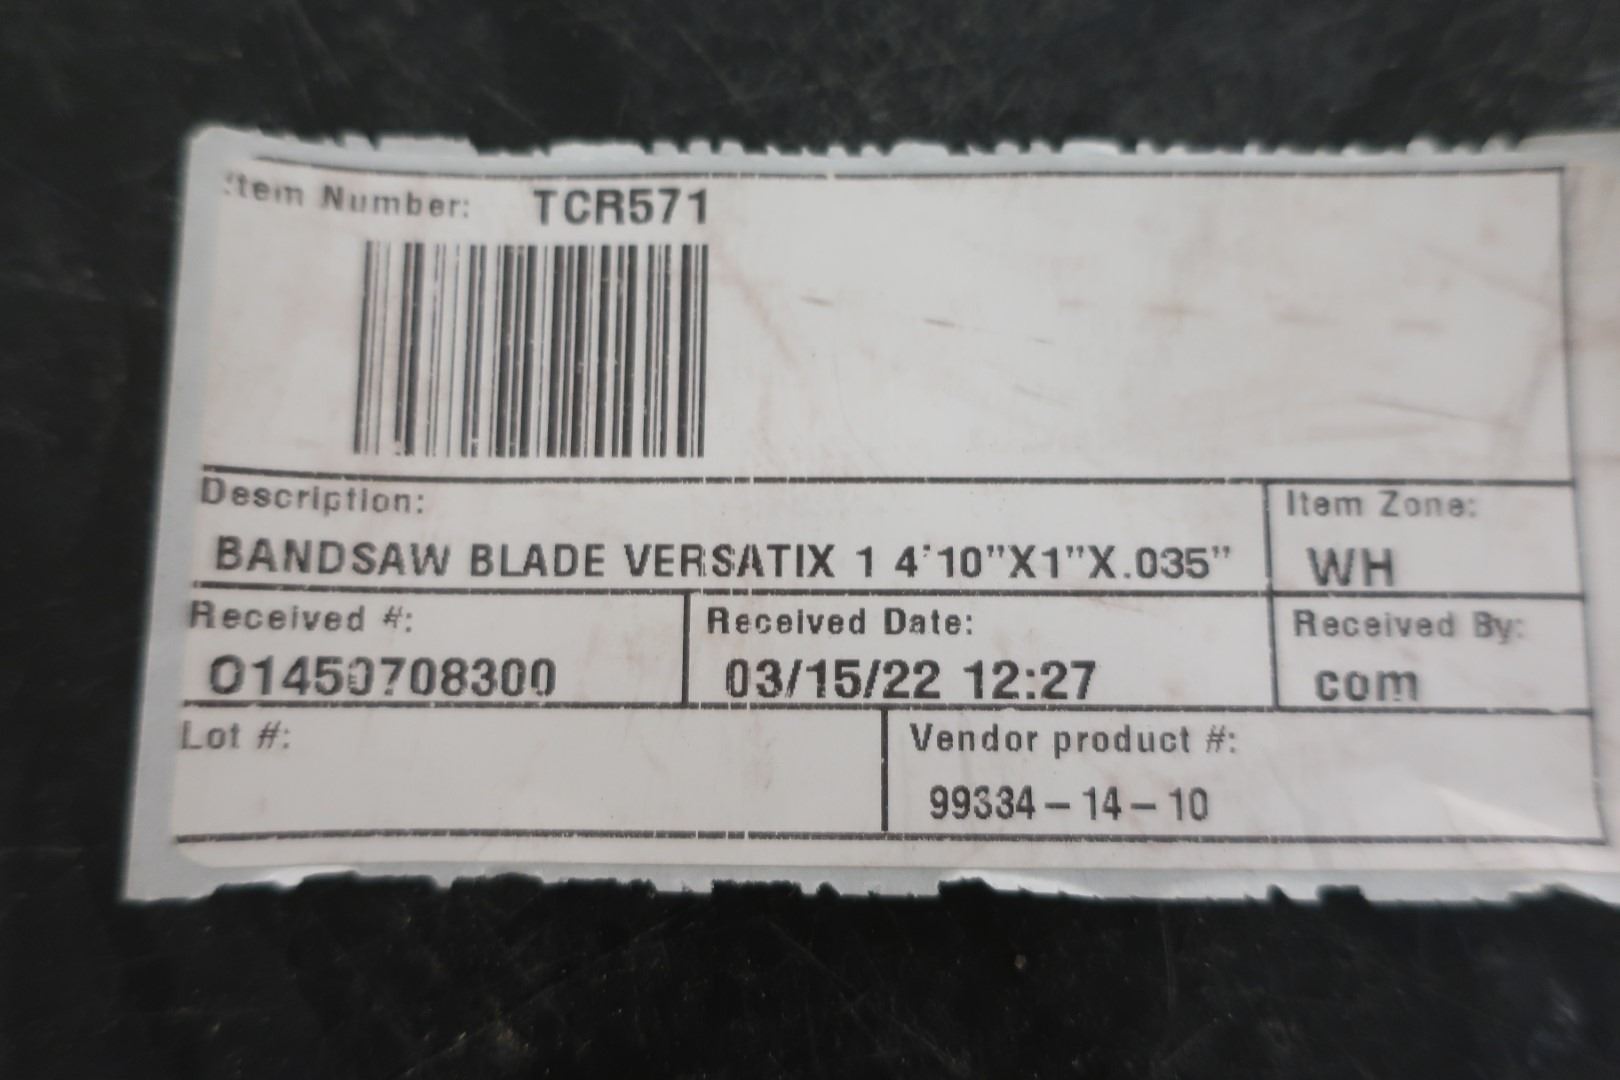 Item Number: TCR571
Description:
Item Zone:
BANDSAW BLADE VERSATIX 1 4'10"X1"X.035"
WH
Received #:
Received Date:
Received By:
O1450708300
03/15/22 12:27
com
Lot #:
Vendor product #:
99334-14-10